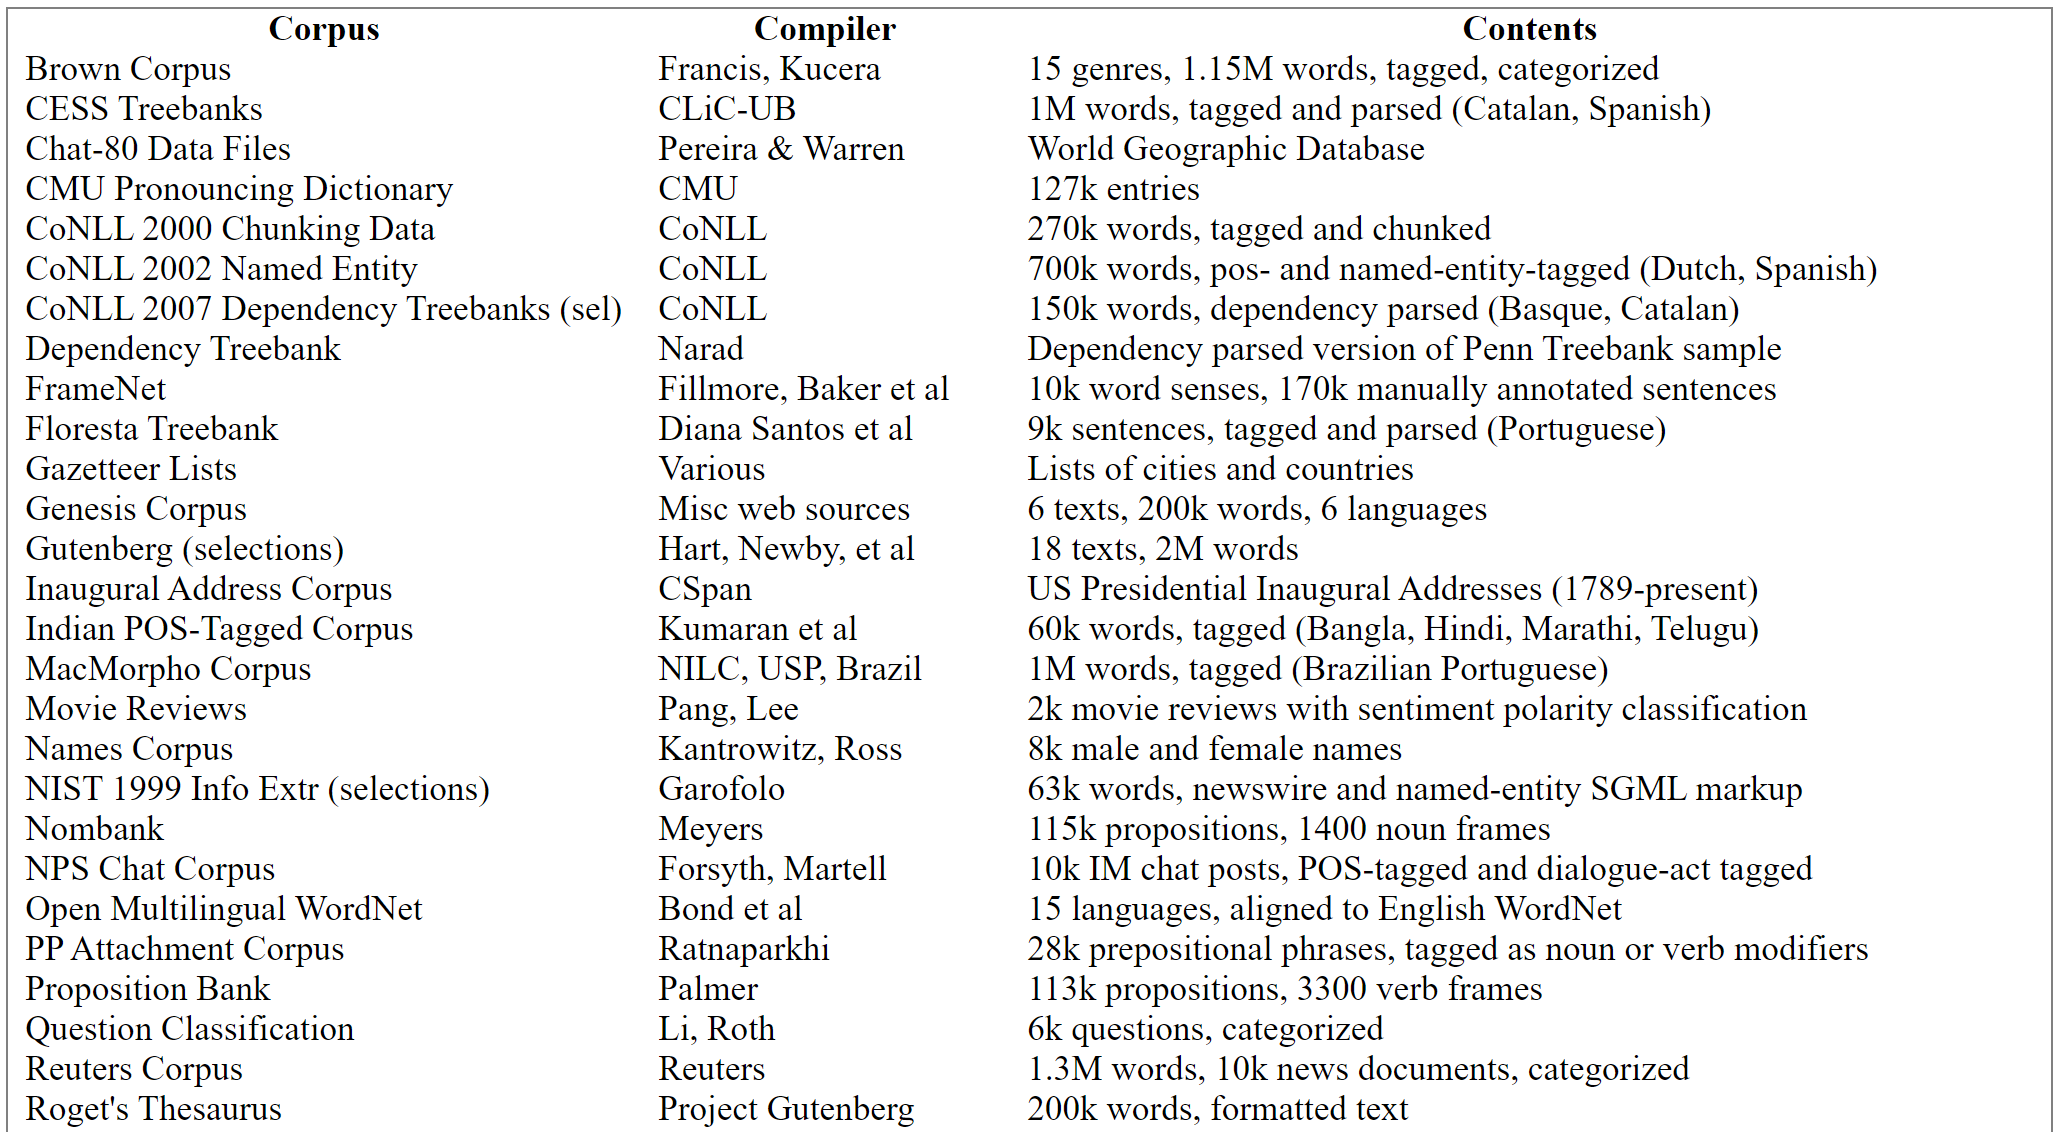 Corpus Compiler Contents
Brown Corpus Francis, Kucera 15 genres, 1.15M words, tagged, categorized
CESS Treebanks CLiC-UB 1M words, tagged and parsed (Catalan, Spanish)
Chat-80 Data Files Pereira & Warren World Geographic Database
CMU Pronouncing Dictionary CMU 127k entries
CoNLL 2000 Chunking Data CoNLL 270k words, tagged and chunked
CoNLL 2002 Named Entity CoNLL 700k words, pos- and named-entity-tagged (Dutch, Spanish)
CoNLL 2007 Dependency Treebanks (sel) CoNLL 150k words, dependency parsed (Basque, Catalan)
Dependency Treebank Narad Dependency parsed version of Penn Treebank sample
FrameNet Fillmore, Baker et al 10k word senses, 170k manually annotated sentences
Floresta Treebank Diana Santos et al 9k sentences, tagged and parsed (Portuguese)
Gazetteer Lists Various Lists of cities and countries
Genesis Corpus Misc web sources 6 texts, 200k words, 6 languages
Gutenberg (selections) Hart, Newby, et al 18 texts, 2M words
Inaugural Address Corpus CSpan US Presidential Inaugural Addresses (1789-present)
Indian POS-Tagged Corpus Kumaran et al 60k words, tagged (Bangla, Hindi, Marathi, Telugu)
MacMorpho Corpus NILC, USP, Brazil 1M words, tagged (Brazilian Portuguese)
Movie Reviews Pang, Lee 2k movie reviews with sentiment polarity classification
Names Corpus Kantrowitz, Ross 8k male and female names
NIST 1999 Info Extr (selections) Garofolo 63k words, newswire and named-entity SGML markup
Nombank Meyers 115k propositions, 1400 noun frames
NPS Chat Corpus Forsyth, Martell 10k IM chat posts, POS-tagged and dialogue-act tagged
Open Multilingual WordNet Bond et al 15 languages, aligned to English WordNet
PP Attachment Corpus Ratnaparkhi 28k prepositional phrases, tagged as noun or verb modifiers
Proposition Bank Palmer 113k propositions, 3300 verb frames
Question Classification Li, Roth 6k questions, categorized
Reuters Corpus Reuters 1.3M words, 10k news documents, categorized
Roget's Thesaurus Project Gutenberg 200k words, formatted text